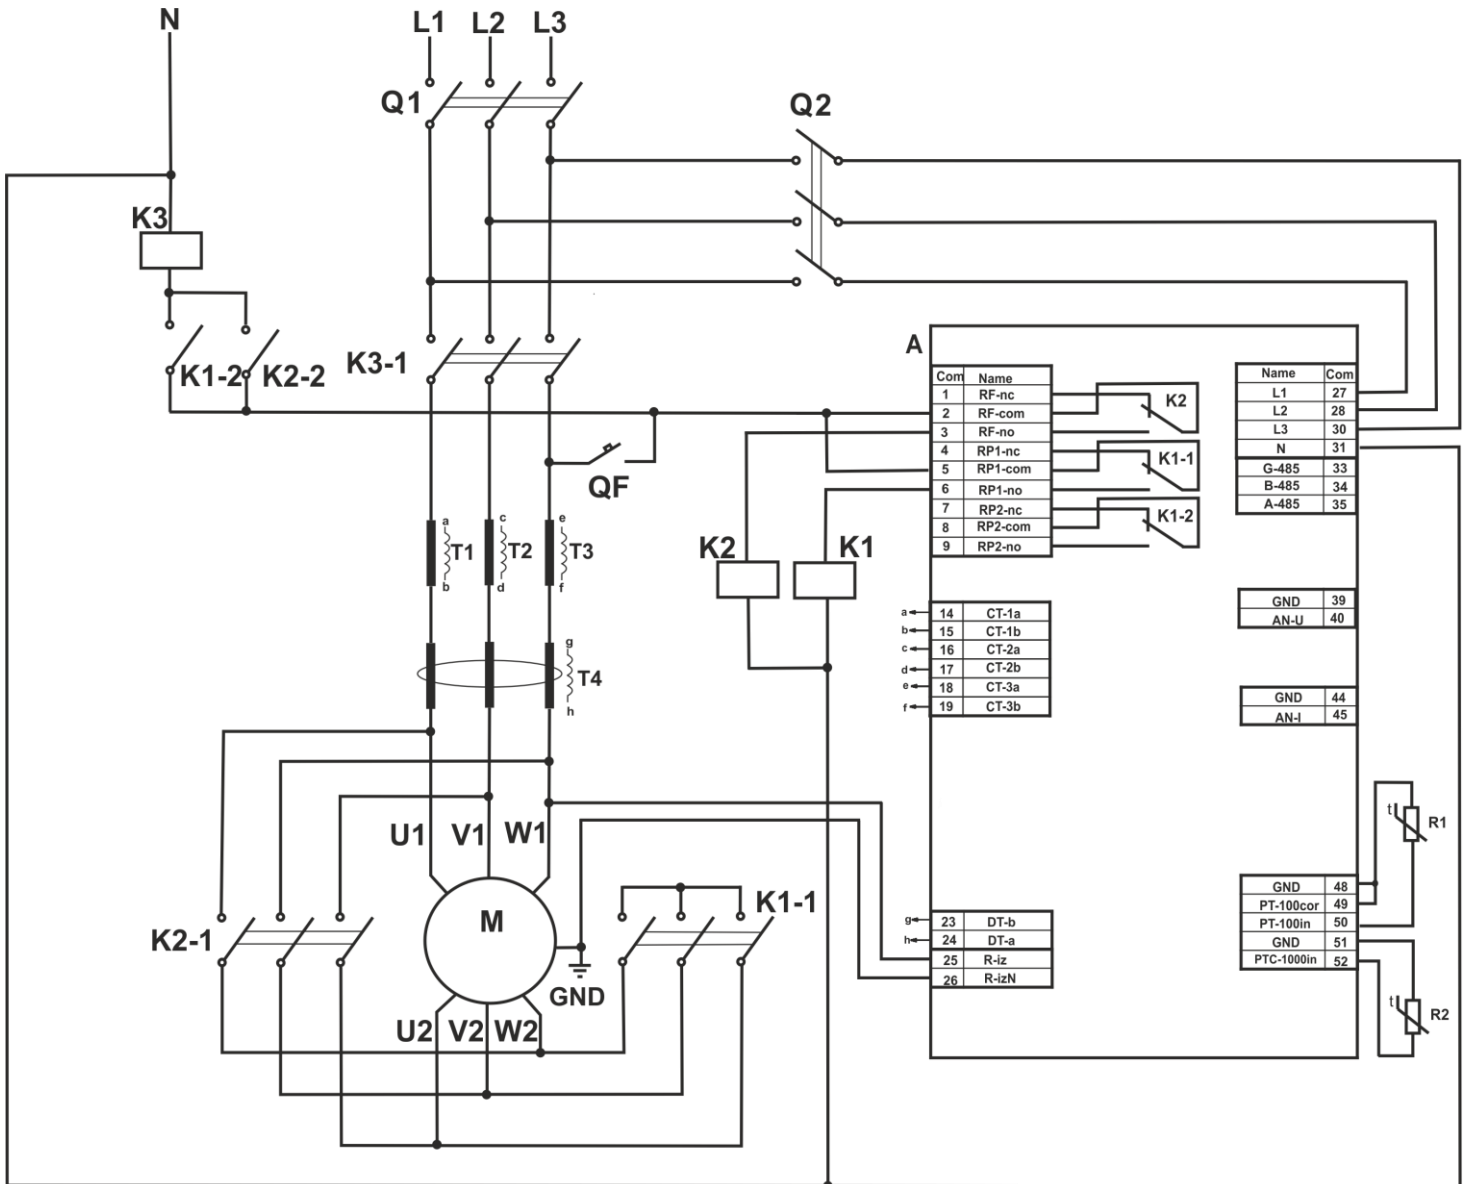 N
L1 L2 L3
Q1
Q2
K3
K1-2 K2-2
K3-1
QF
a
T1
b
c
T2
d
e
T3
f
g
T4
h
K2 K1
A
Com Name
1 RF-nc
2 RF-com
3 RF-no
4 RP1-nc
5 RP1-com
6 RP1-no
7 RP2-nc
8 RP2-com
9 RP2-no
K2
K1-1
K1-2
Name Com
L1 27
L2 28
L3 30
N 31
G-485 33
B-485 34
A-485 35
a 14 CT-1a
b 15 CT-1b
c 16 CT-2a
d 17 CT-2b
e 18 CT-3a
f 19 CT-3b
GND 39
AN-U 40
GND 44
AN-I 45
U1 V1 W1
t R1
GND 48
PT-100cor 49
PT-100in 50
GND 51
PTC-1000in 52
t R2
g 23 DT-b
h 24 DT-a
25 R-iz
26 R-izN
K2-1
M
K1-1
GND
U2 V2 W2